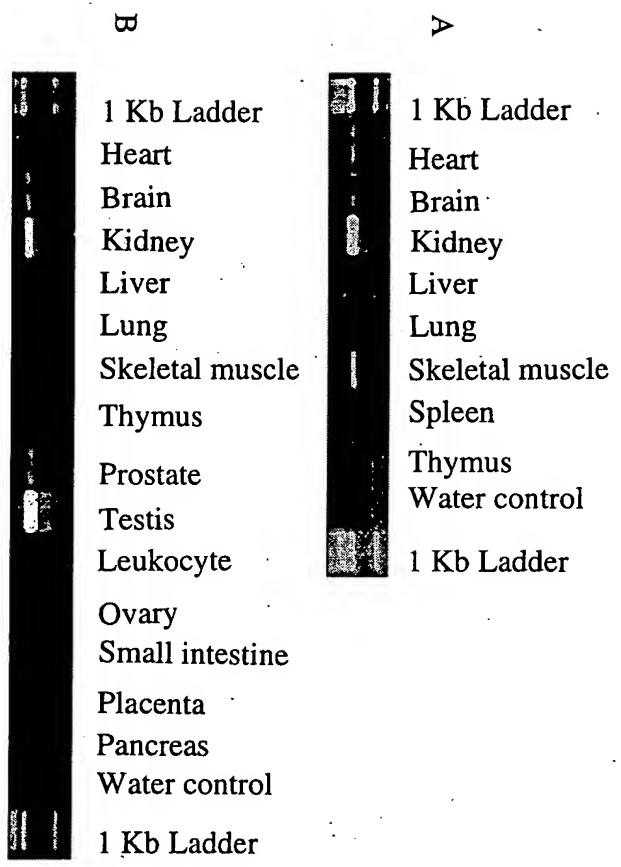 B
1 Kb Ladder
Heart
Brain
Kidney
Liver
Lung
Skeletal muscle
Thymus
Prostate
Testis
Leukocyte
Ovary
Small intestine
Placenta
Pancreas
Water control
1 Kb Ladder
A
1 Kb Ladder
Heart
Brain
Kidney
Liver
Lung
Skeletal muscle
Spleen
Thymus
Water control
1 Kb Ladder